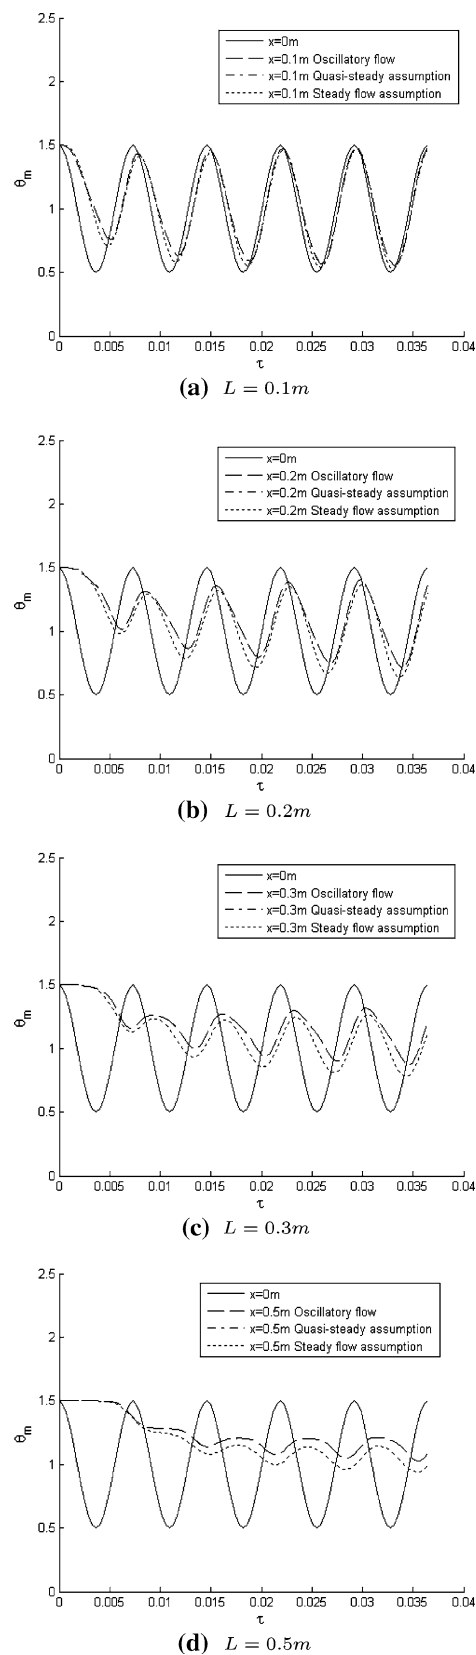 2.5
x=0m
x=0.1m Oscillatory flow
x=0.1m Quasi-steady assumption
x=0.1m Steady flow assumption
2
1.5
θm
1
0.5
0
0 0.005 0.01 0.015 0.02 0.025 0.03 0.035 0.04
τ
(a) L = 0.1m
2.5
x=0m
x=0.2m Oscillatory flow
x=0.2m Quasi-steady assumption
x=0.2m Steady flow assumption
2
1.5
θm
1
0.5
0
0 0.005 0.01 0.015 0.02 0.025 0.03 0.035 0.04
τ
(b) L = 0.2m
2.5
x=0m
x=0.3m Oscillatory flow
x=0.3m Quasi-steady assumption
x=0.3m Steady flow assumption
2
1.5
θm
1
0.5
0
0 0.005 0.01 0.015 0.02 0.025 0.03 0.035 0.04
τ
(c) L = 0.3m
2.5
x=0m
x=0.5m Oscillatory flow
x=0.5m Quasi-steady assumption
x=0.5m Steady flow assumption
2
1.5
θm
1
0.5
0
0 0.005 0.01 0.015 0.02 0.025 0.03 0.035 0.04
τ
(d) L = 0.5m